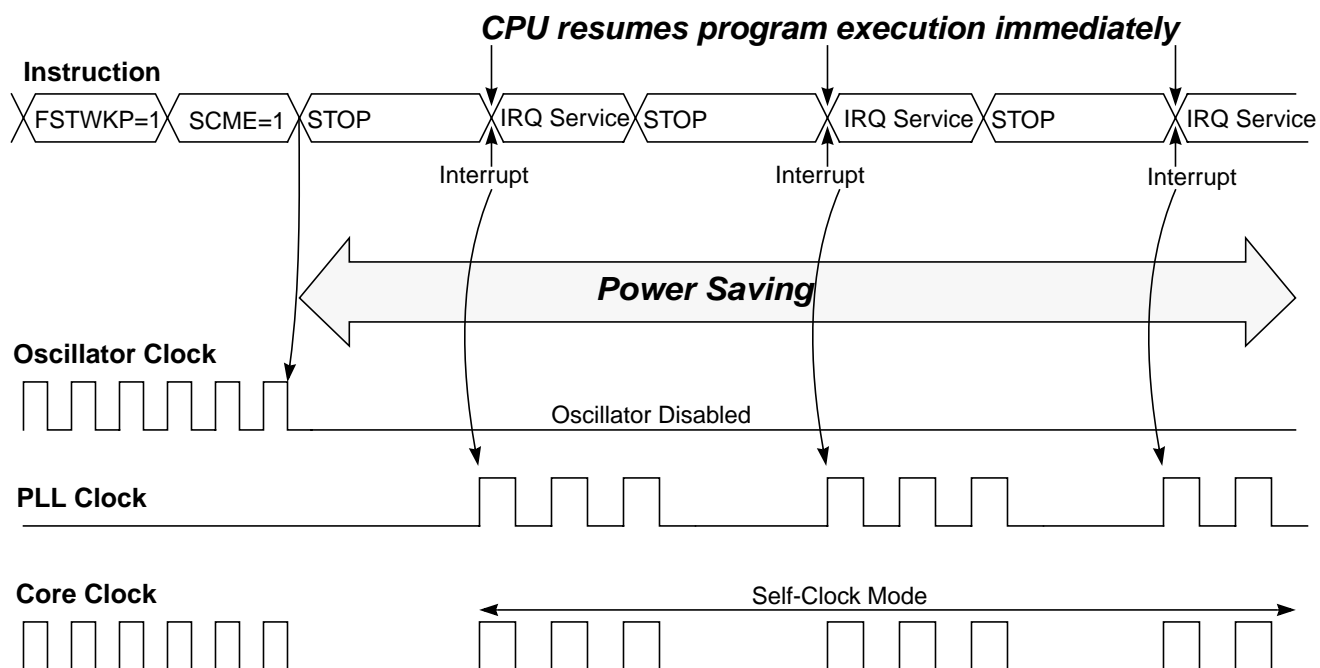 CPU resumes program execution immediately
Instruction
FSTWKP=1 SCME=1 STOP IRQ Service STOP IRQ Service STOP IRQ Service
Interrupt Interrupt Interrupt
Power Saving
Oscillator Clock
Oscillator Disabled
PLL Clock
Core Clock
Self-Clock Mode